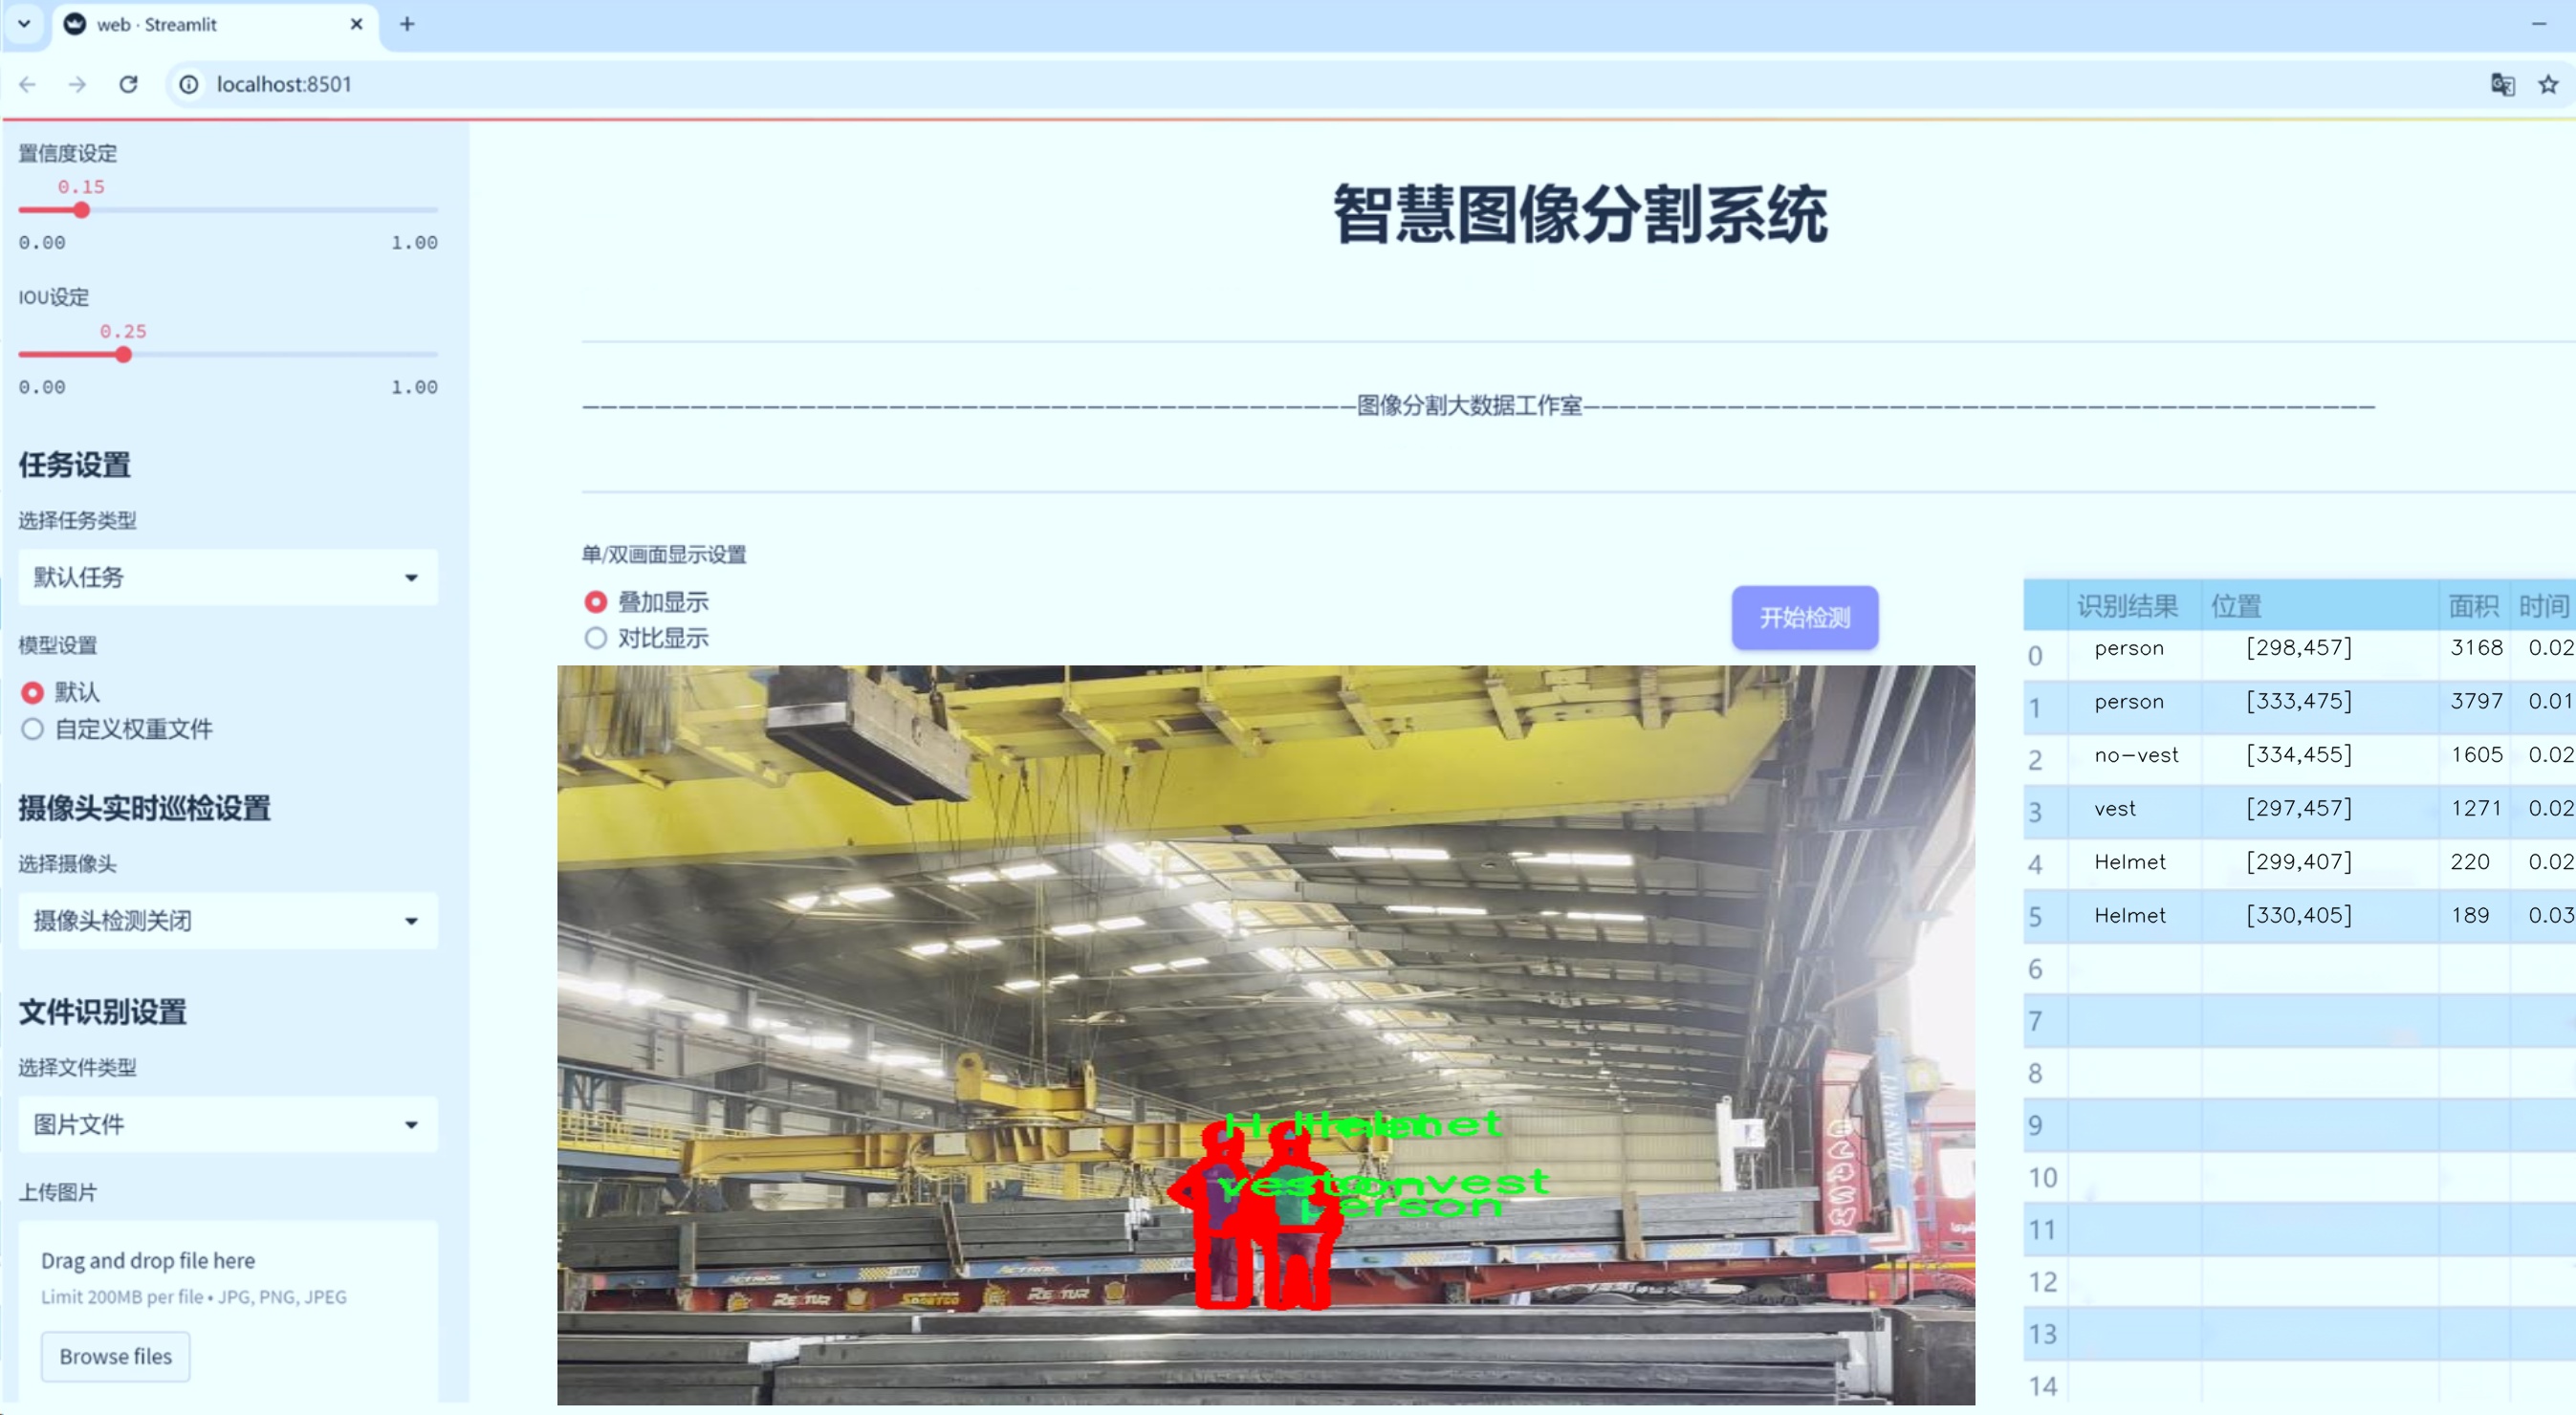 web · Streamlit
localhost:8501
置信度设定
0.15
0.00 1.00
IOU设定
0.25
0.00 1.00
任务设置
选择任务类型
默认任务
模型设置
默认
自定义权重文件
摄像头实时巡检设置
选择摄像头
摄像头检测关闭
文件识别设置
选择文件类型
图片文件
上传图片
Drag and drop file here
Limit 200MB per file • JPG, PNG, JPEG
Browse files
智慧图像分割系统
图像分割大数据工作室
单/双画面显示设置
叠加显示
对比显示
开始检测
Helmet
vest
person
识别结果 位置 面积 时间
0 person [298,457] 3168 0.02
1 person [333,475] 3797 0.01
2 no-vest [334,455] 1605 0.02
3 vest [297,457] 1271 0.02
4 Helmet [299,407] 220 0.02
5 Helmet [330,405] 189 0.03
6
7
8
9
10
11
12
13
14